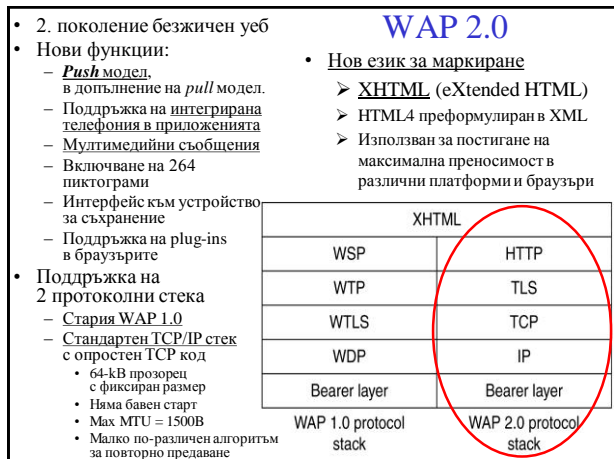 WAP 2.0
• 2. поколение безжичен уеб
• Нови функции:
– Push модел,
в допълнение на pull модел.
– Поддръжка на интегрирана
телефония в приложенията
– Мултимедийни съобщения
– Включване на 264
пиктограми
– Интерфейс към устройство
за съхранение
– Поддръжка на plug-ins
в браузърите
• Поддръжка на
2 протоколни стека
– Стария WAP 1.0
– Стандартен TCP/IP стек
с опростен TCP код
• 64-kB прозорец
с фиксиран размер
• Няма бавен старт
• Max MTU = 1500B
• Малко по-различен алгоритъм
за повторно предаване
• Нов език за маркиране
➢ XHTML (eXtended HTML)
➢ HTML4 преформулиран в XML
➢ Използван за постигане на
максимална преносимост в
различни платформи и браузъри
XHTML
WSP HTTP
WTP TLS
WTLS TCP
WDP IP
Bearer layer Bearer layer
WAP 1.0 protocol WAP 2.0 protocol
stack stack